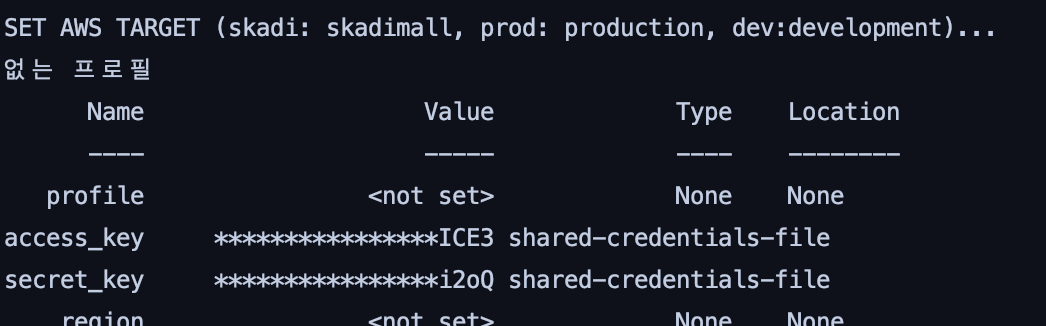 SET AWS TARGET (skadi: skadimall, prod: production, dev:development)...
없는 프로필
Name Value Type Location
---- ----- ---- --------
profile <not set> None None
access_key ****************ICE3 shared-credentials-file
secret_key ****************i2oQ shared-credentials-file
region <not set> None None